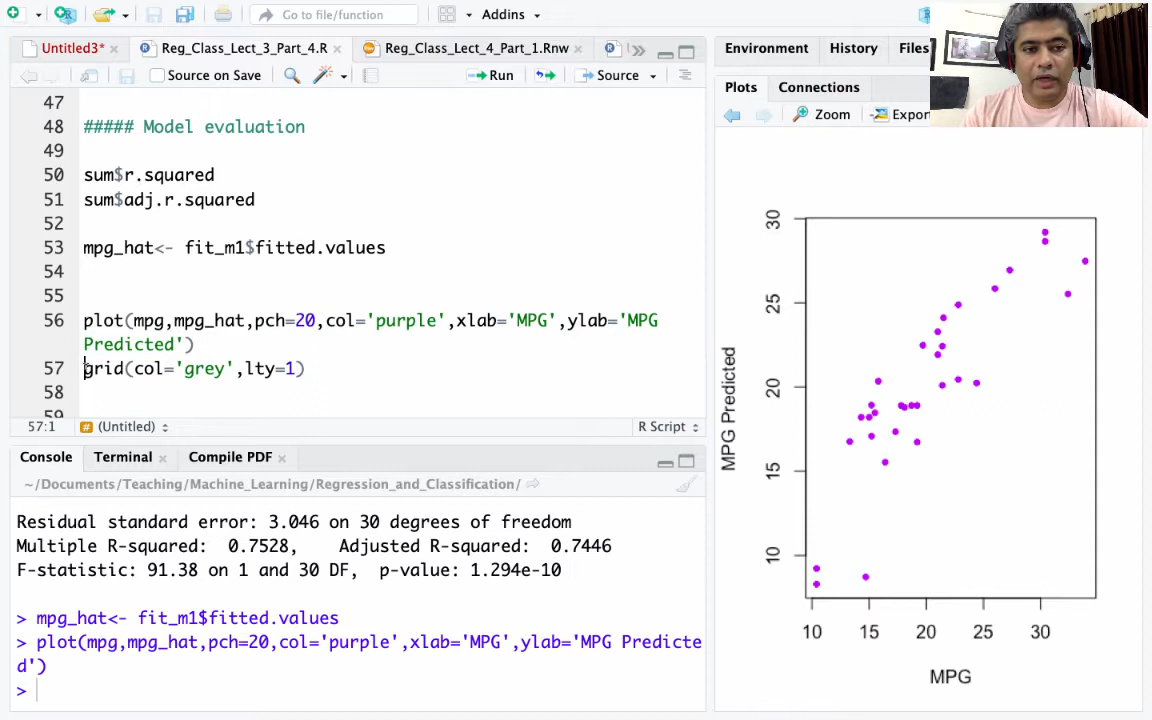 Go to file/function
Addins
Untitled3*
Reg_Class_Lect_3_Part_4.R
Reg_Class_Lect_4_Part_1.Rnw
Source on Save
Run
Source
47
48 ##### Model evaluation
49
50 sum$r.squared
51 sum$adj.r.squared
52
53 mpg_hat<- fit_m1$fitted.values
54
55
56 plot(mpg,mpg_hat,pch=20,col='purple',xlab='MPG',ylab='MPG
Predicted')
57 grid(col='grey',lty=1)
58
59
57:1
(Untitled)
R Script
Console
Terminal
Compile PDF
~/Documents/Teaching/Machine_Learning/Regression_and_Classification/
Residual standard error: 3.046 on 30 degrees of freedom
Multiple R-squared:  0.7528,    Adjusted R-squared:  0.7446
F-statistic: 91.38 on 1 and 30 DF,  p-value: 1.294e-10
> mpg_hat<- fit_m1$fitted.values
> plot(mpg,mpg_hat,pch=20,col='purple',xlab='MPG',ylab='MPG Predicte
d')
>
Environment
History
Files
Plots
Connections
Zoom
Expor
MPG Predicted
30
25
20
15
10
10 15 20 25 30
MPG